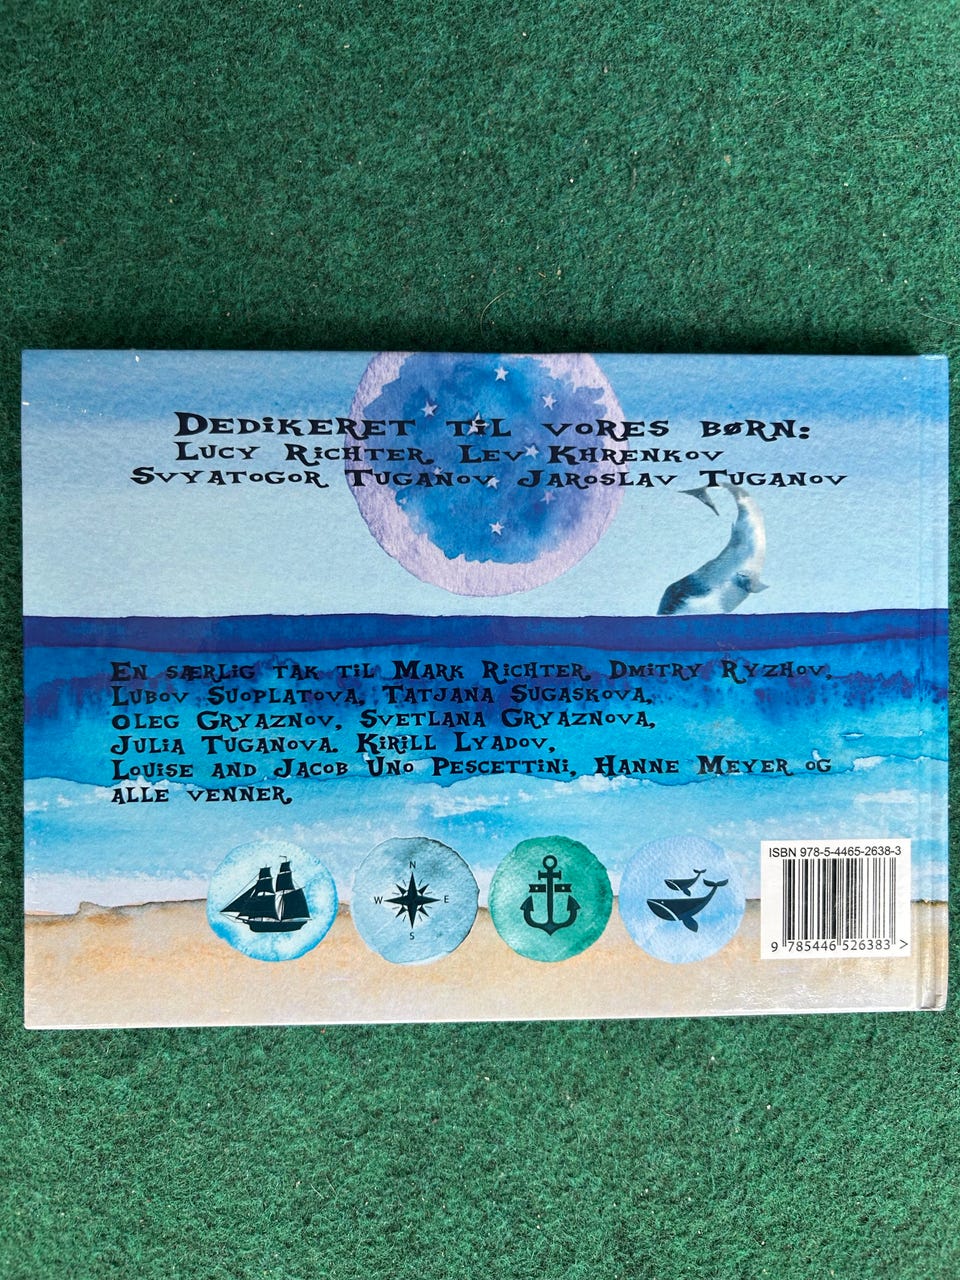 Dedikeret til vores børn:
Lucy Richter, Lev Khrenkov
Svyatogor Tuganov, Jaroslav Tuganov
En særlig tak til Mark Richter, Dmitry Ryzhov,
Lubov Suoplatova, Tatjana Sugaskova,
Oleg Gryaznov, Svetlana Gryaznova,
Julia Tuganova. Kirill Lyadov,
Louise and Jacob Uno Pescettini, Hanne Meyer og
alle venner,
N
W E
S
ISBN 978-5-4465-2638-3
9 785446 526383 >